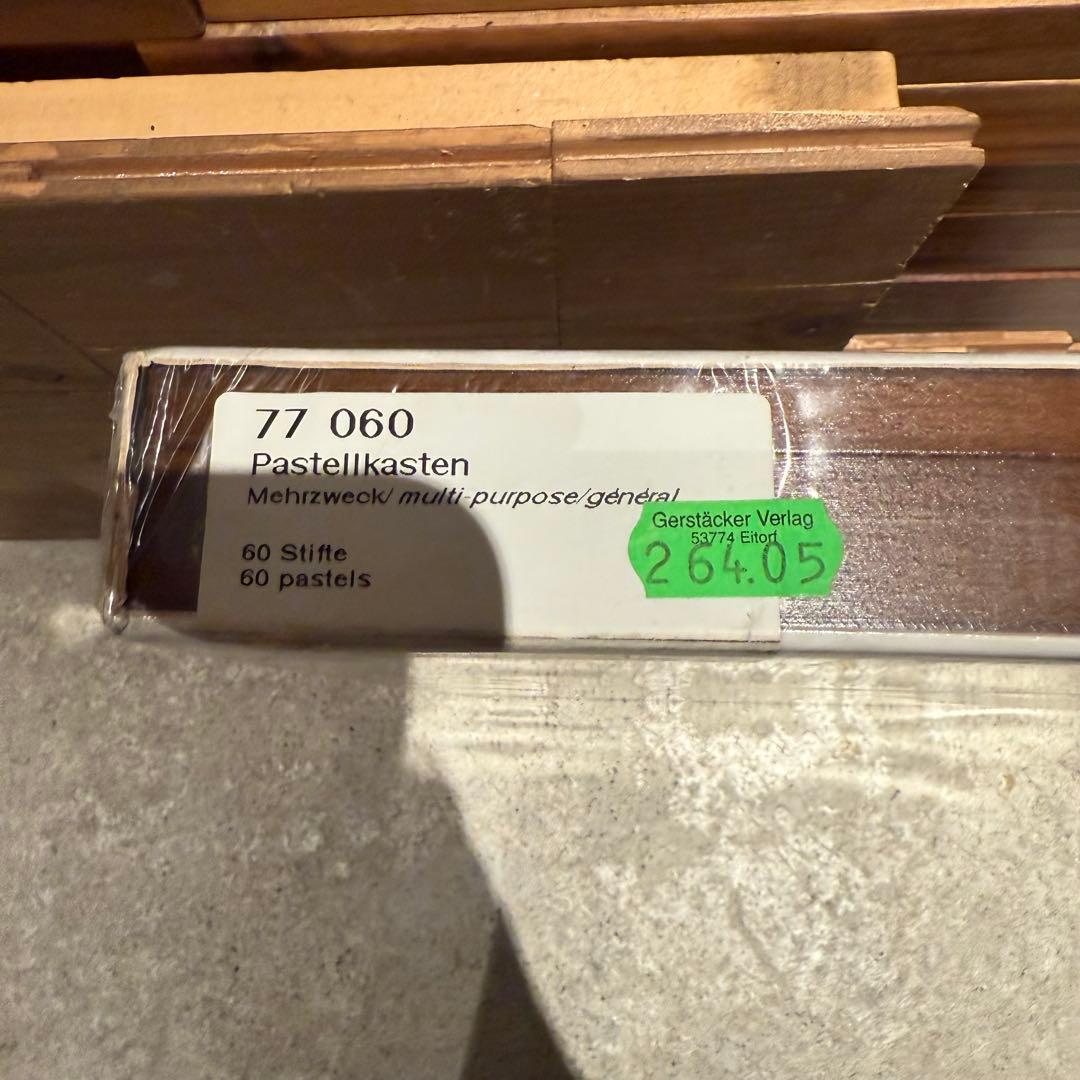 77 060
Pastellkasten
Mehrzweck/ multi-purpose/général
60 Stifte
60 pastels
Gerstäcker Verlag
53774 Eitorf
264.05